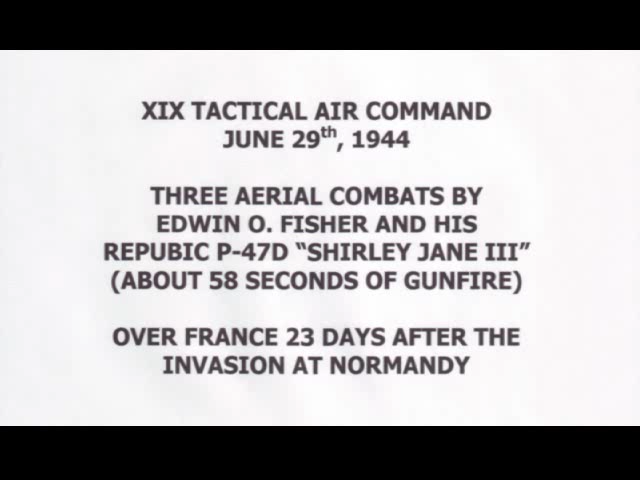 XIX TACTICAL AIR COMMAND
JUNE 29th, 1944
THREE AERIAL COMBATS BY
EDWIN O. FISHER AND HIS
REPUBIC P-47D “SHIRLEY JANE III”
(ABOUT 58 SECONDS OF GUNFIRE)
OVER FRANCE 23 DAYS AFTER THE
INVASION AT NORMANDY